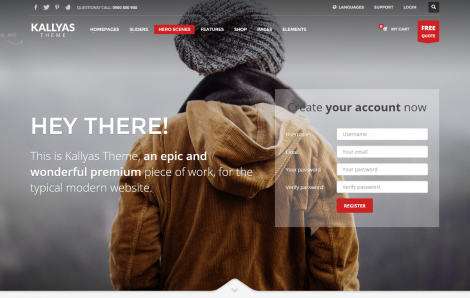 QUESTIONS? CALL: 0900 800 900
LANGUAGES SUPPORT LOGIN
KALLYAS
THEME
HOMEPAGES SLIDERS HERO SCENES FEATURES SHOP PAGES ELEMENTS
MY CART
FREE
QUOTE
HEY THERE!
This is Kallyas Theme, an epic and
wonderful premium piece of work, for the
typical modern website.
Create your account now
Username Username
Email Your email
Your password Your password
Verify password Verify password
REGISTER